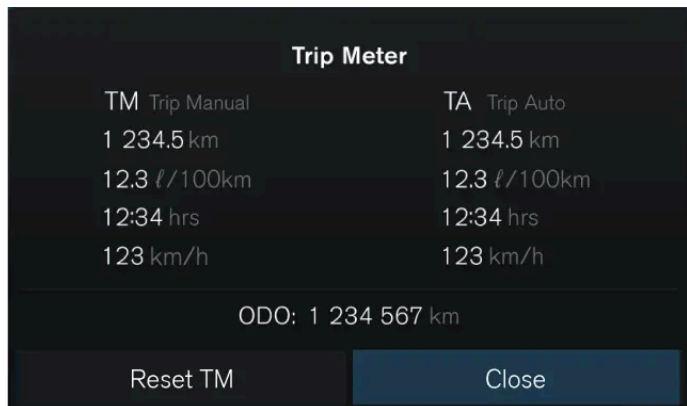 Trip Meter
TM Trip Manual
1 234.5 km
12.3 ℓ/100km
12:34 hrs
123 km/h
TA Trip Auto
1 234.5 km
12.3 ℓ/100km
12:34 hrs
123 km/h
ODO: 1 234 567 km
Reset TM
Close